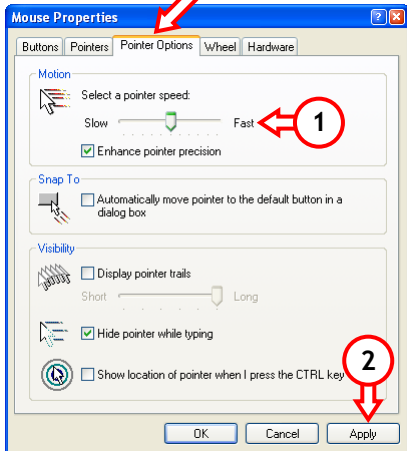 Mouse Properties
Buttons Pointers Pointer Options Wheel Hardware
Motion
Select a pointer speed:
Slow Fast 1
Enhance pointer precision
Snap To
Automatically move pointer to the default button in a
dialog box
Visibility
Display pointer trails
Short Long
Hide pointer while typing
2
Show location of pointer when I press the CTRL key
OK Cancel Apply